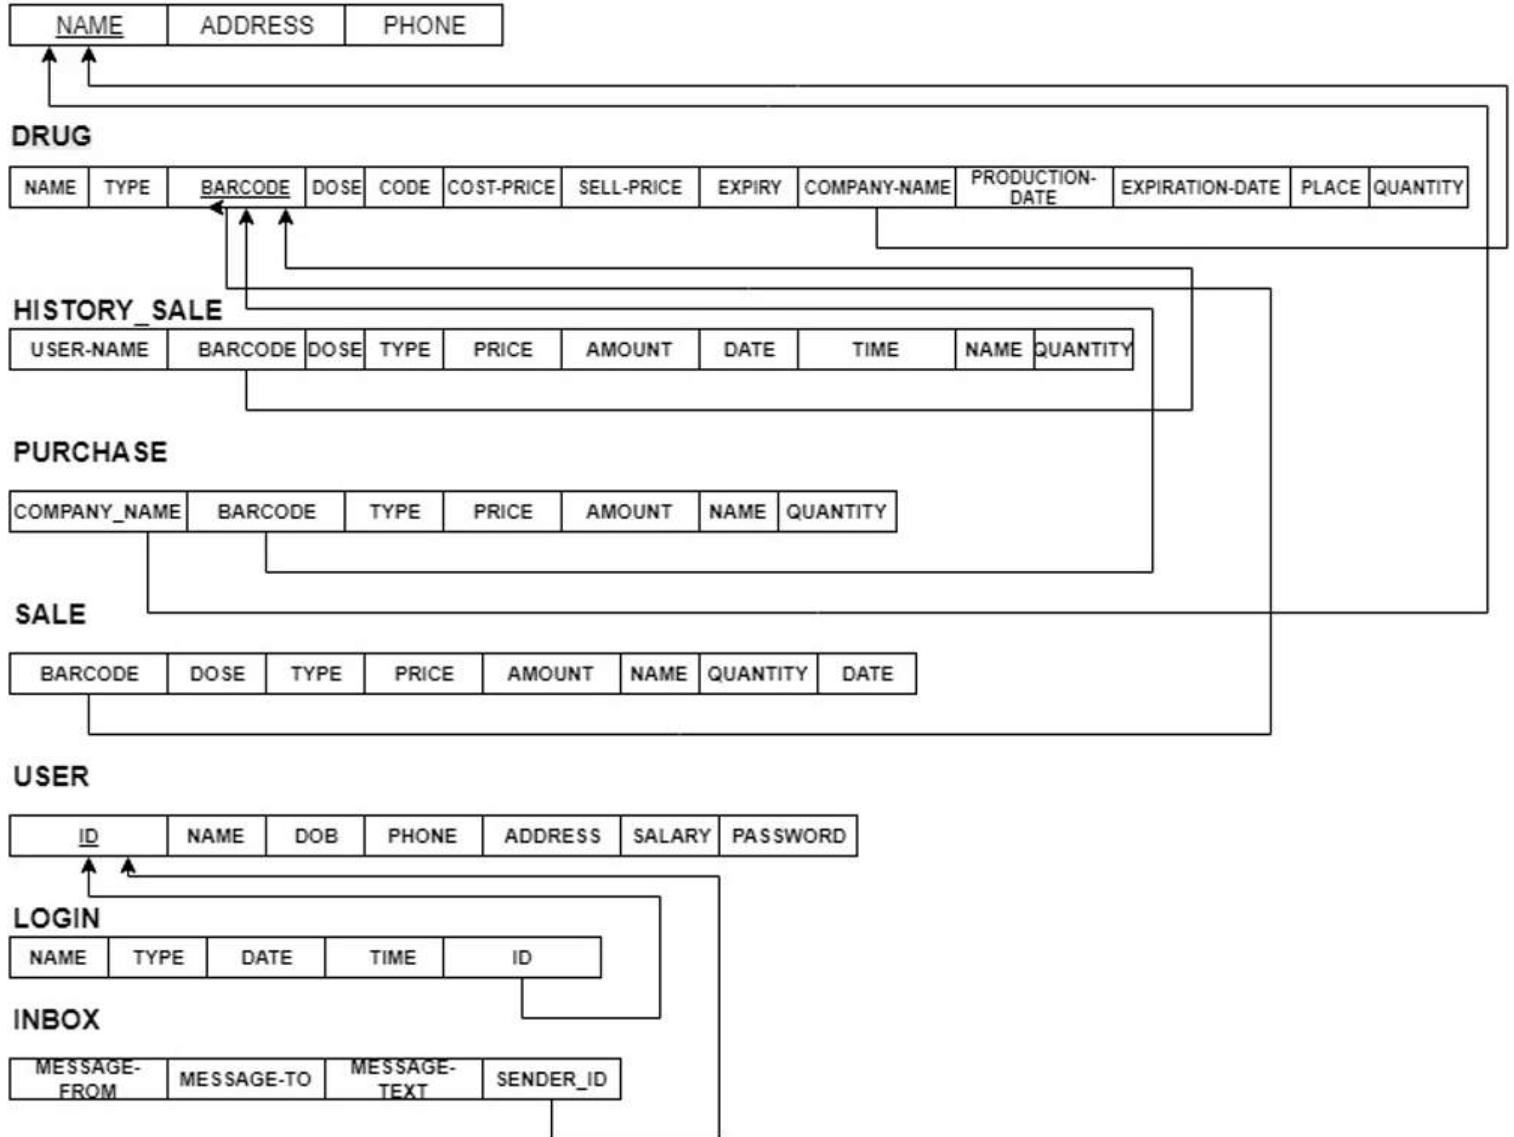 NAME ADDRESS PHONE
DRUG
NAME TYPE BARCODE DOSE CODE COST-PRICE SELL-PRICE EXPIRY COMPANY-NAME PRODUCTION-DATE EXPIRATION-DATE PLACE QUANTITY
HISTORY_SALE
USER-NAME BARCODE DOSE TYPE PRICE AMOUNT DATE TIME NAME QUANTITY
PURCHASE
COMPANY_NAME BARCODE TYPE PRICE AMOUNT NAME QUANTITY
SALE
BARCODE DOSE TYPE PRICE AMOUNT NAME QUANTITY DATE
USER
ID NAME DOB PHONE ADDRESS SALARY PASSWORD
LOGIN
NAME TYPE DATE TIME ID
INBOX
MESSAGE-FROM MESSAGE-TO MESSAGE-TEXT SENDER_ID